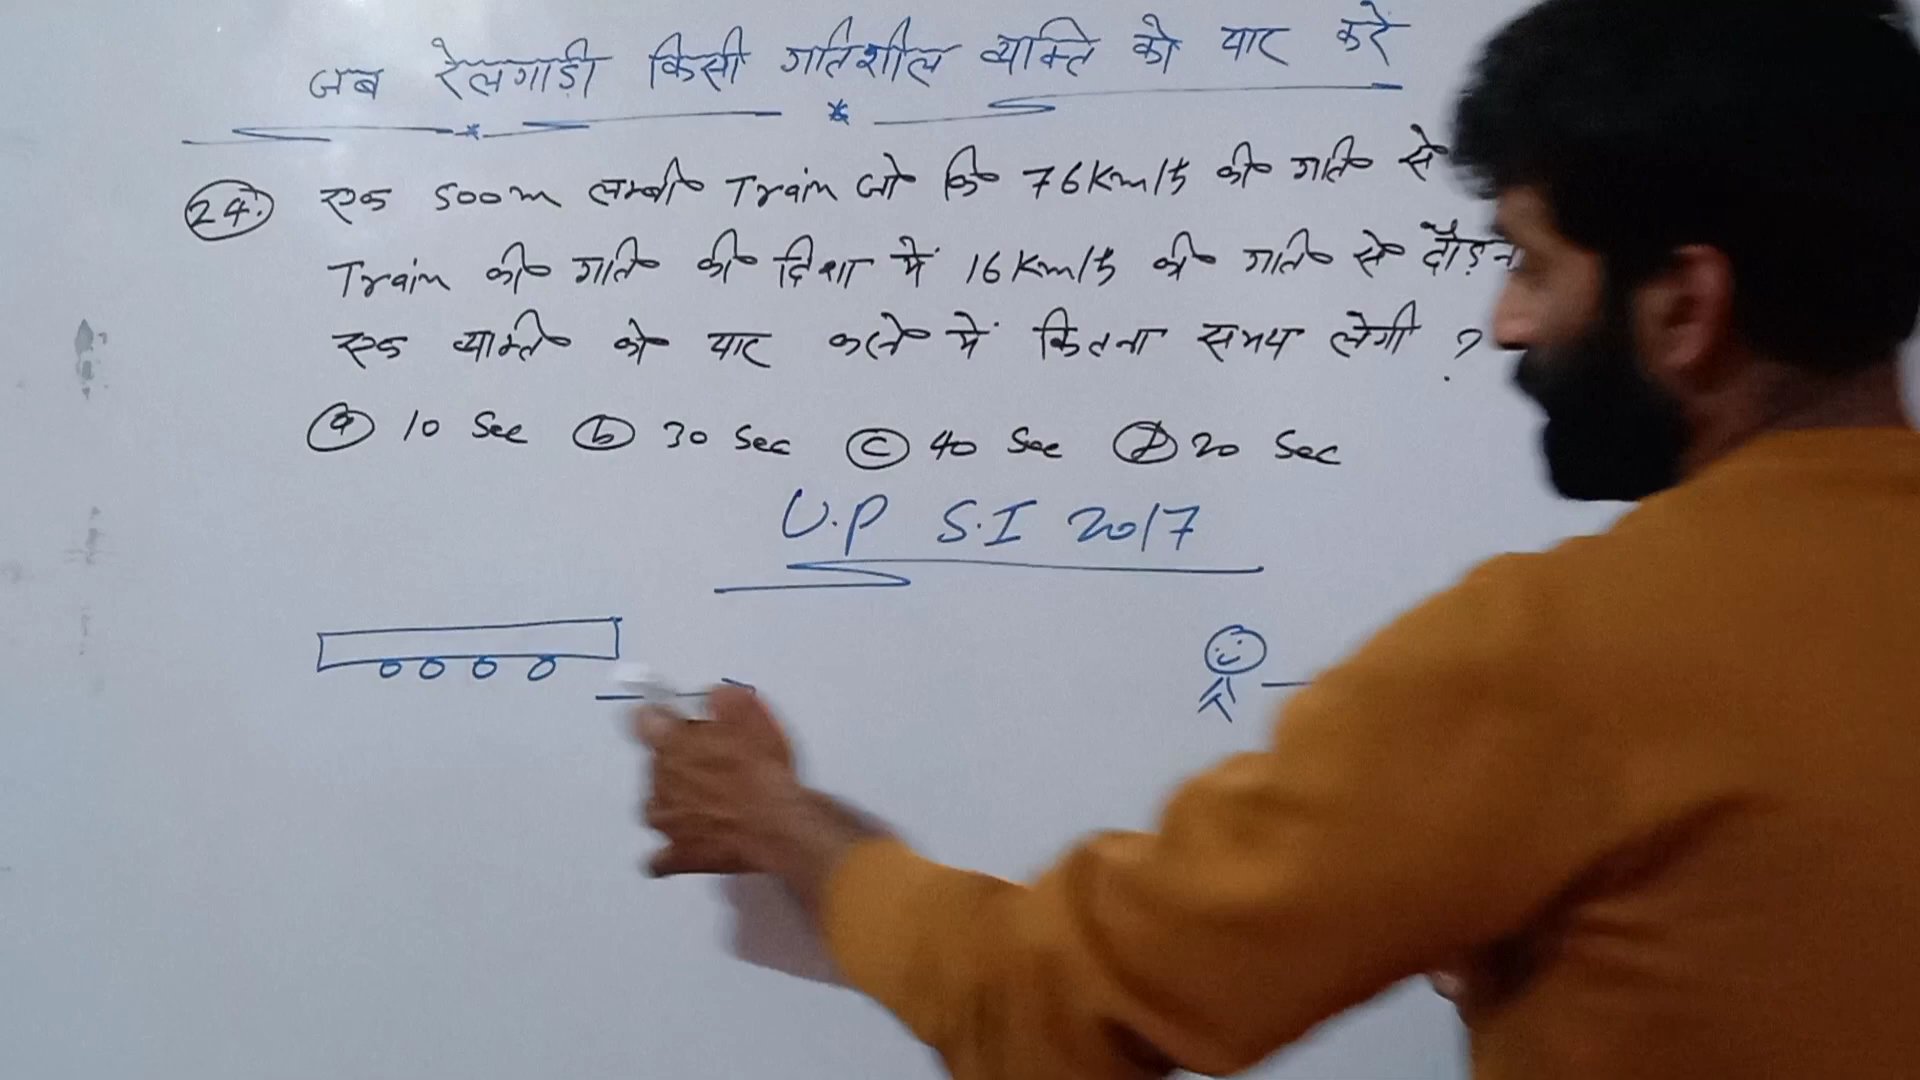 जब रेलगाड़ी किसी गतिशील व्यक्ति को पार करे
24. एक 500m लम्बी Train जो कि 76Km/h की गति से
Train की गति की दिशा में 16Km/h की गति से
एक व्यक्ति को पार करने में कितना समय लेगी ?
(a) 10 Sec (b) 30 Sec (c) 40 Sec (d) 20 Sec
U.P S.I 2017